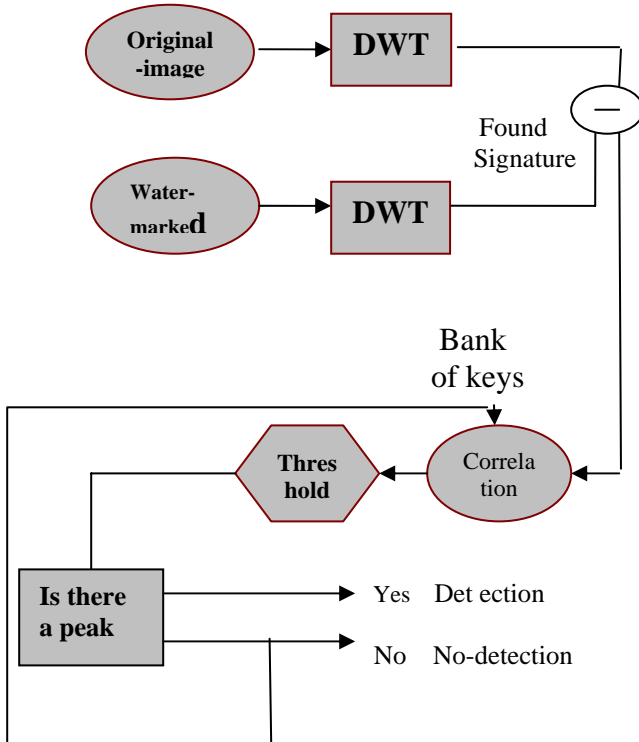 Original
-image
DWT
Found
Signature
Water-
marked
DWT
Bank
of keys
Thres
hold
Correla
tion
Is there
a peak
Yes Det ection
No No-detection